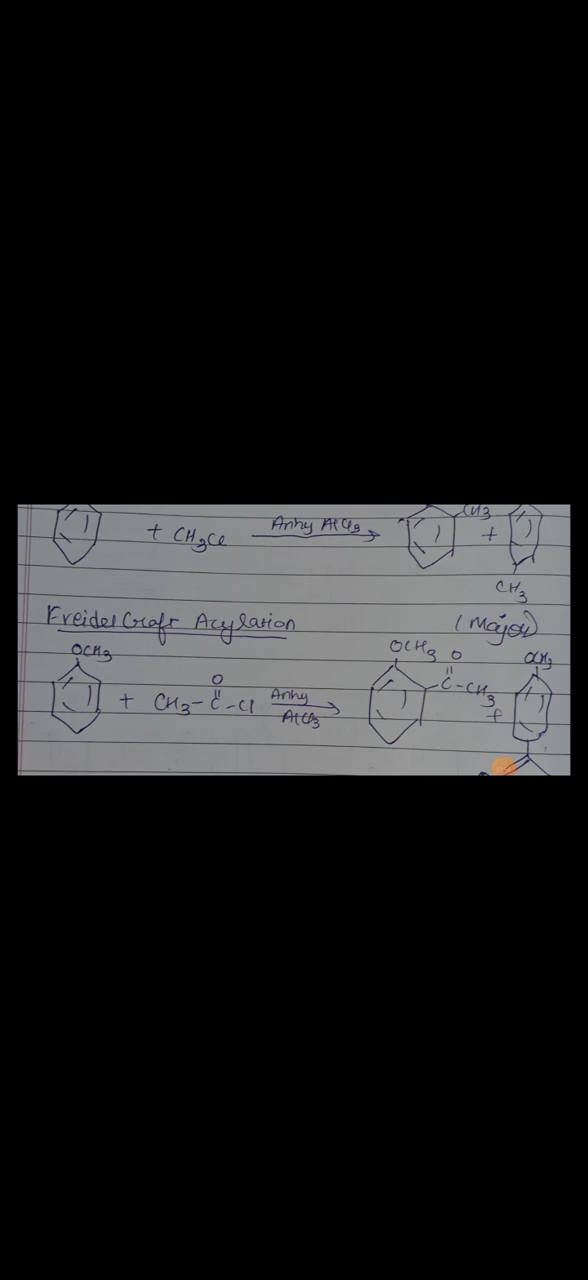 + CH3Cl Anhy AlCl3 CH3 +
CH3
Freidel Craft Acylation (Major)
OCH3 OCH3 O OCH3
O
+ CH3-C-Cl Anhy AlCl3 C-CH3 +